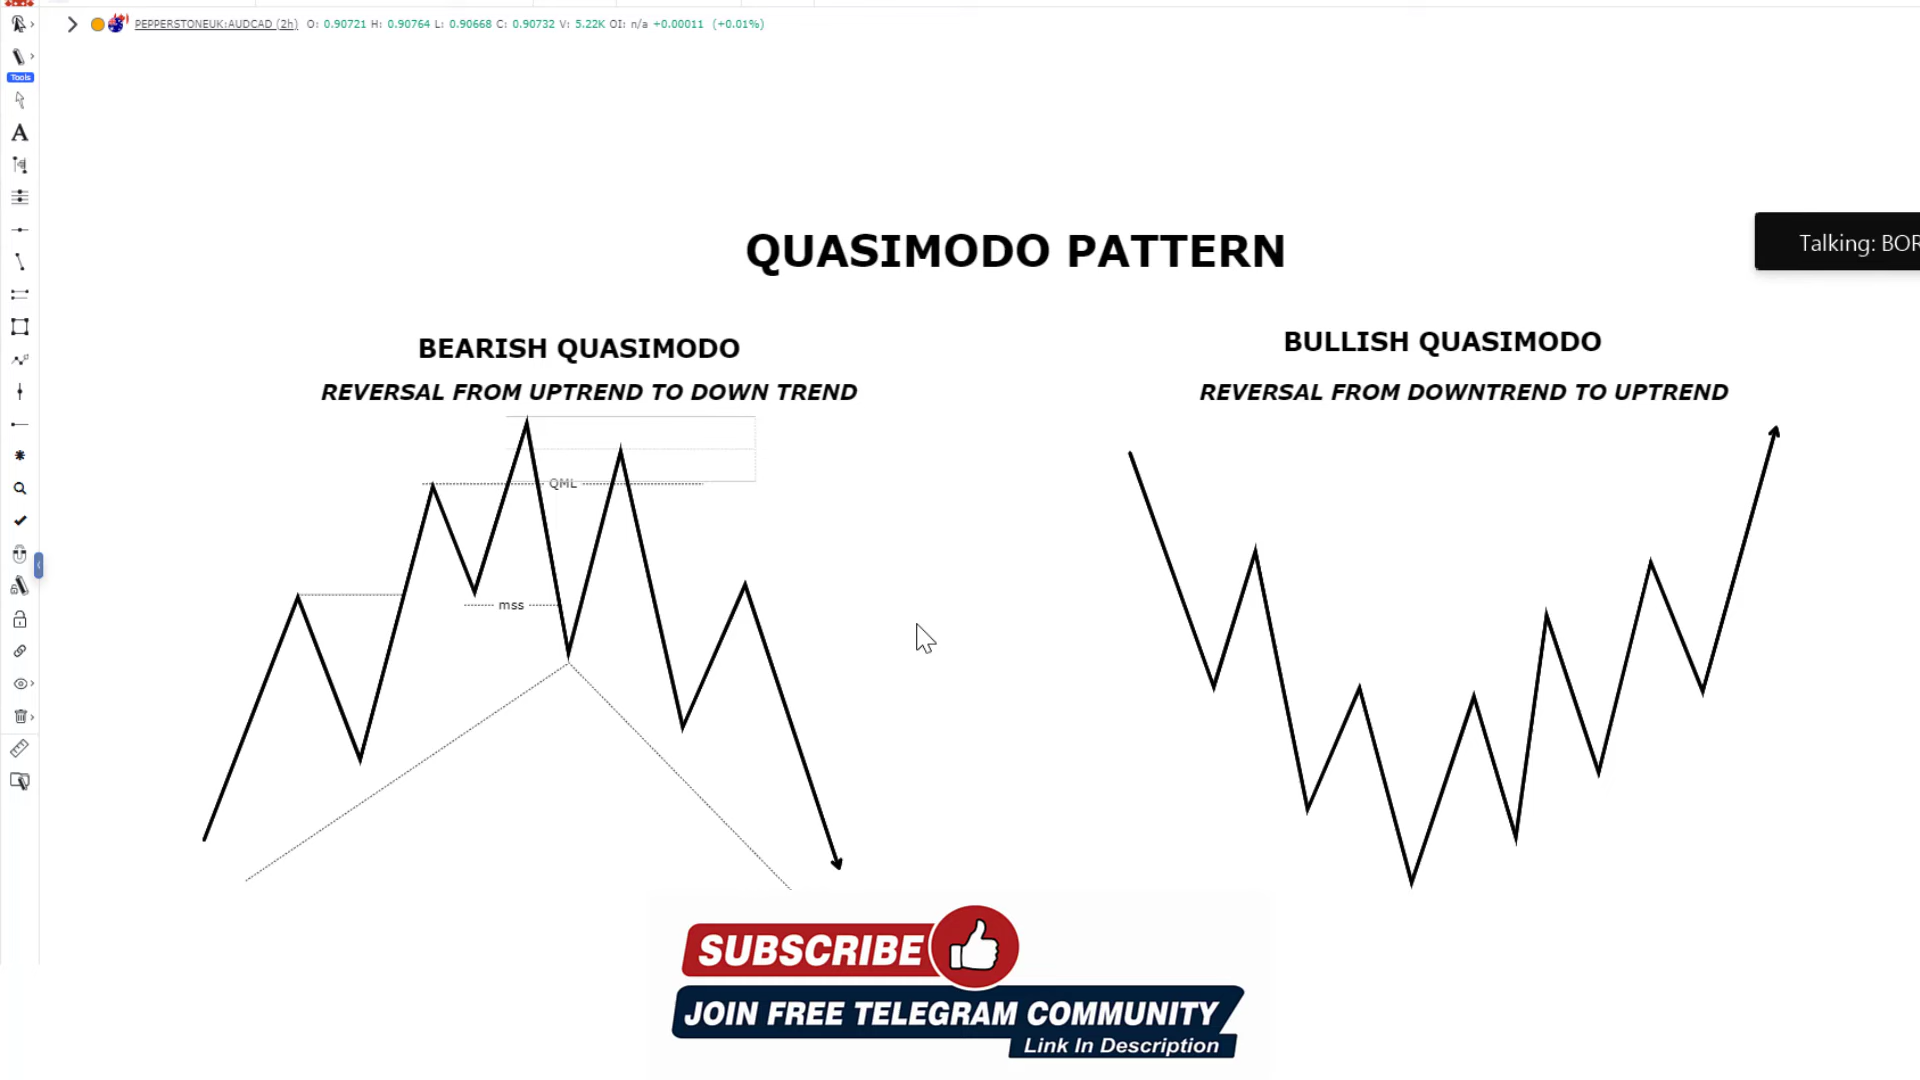 PEPPERSTONEUK:AUDCAD (2h) O: 0.90721 H: 0.90764 L: 0.90668 C: 0.90732 V: 5.22K OI: n/a +0.00011 (+0.01%)
Tools
A
QUASIMODO PATTERN
Talking: BOR
BEARISH QUASIMODO
REVERSAL FROM UPTREND TO DOWN TREND
QML
mss
BULLISH QUASIMODO
REVERSAL FROM DOWNTREND TO UPTREND
SUBSCRIBE
JOIN FREE TELEGRAM COMMUNITY
Link In Description